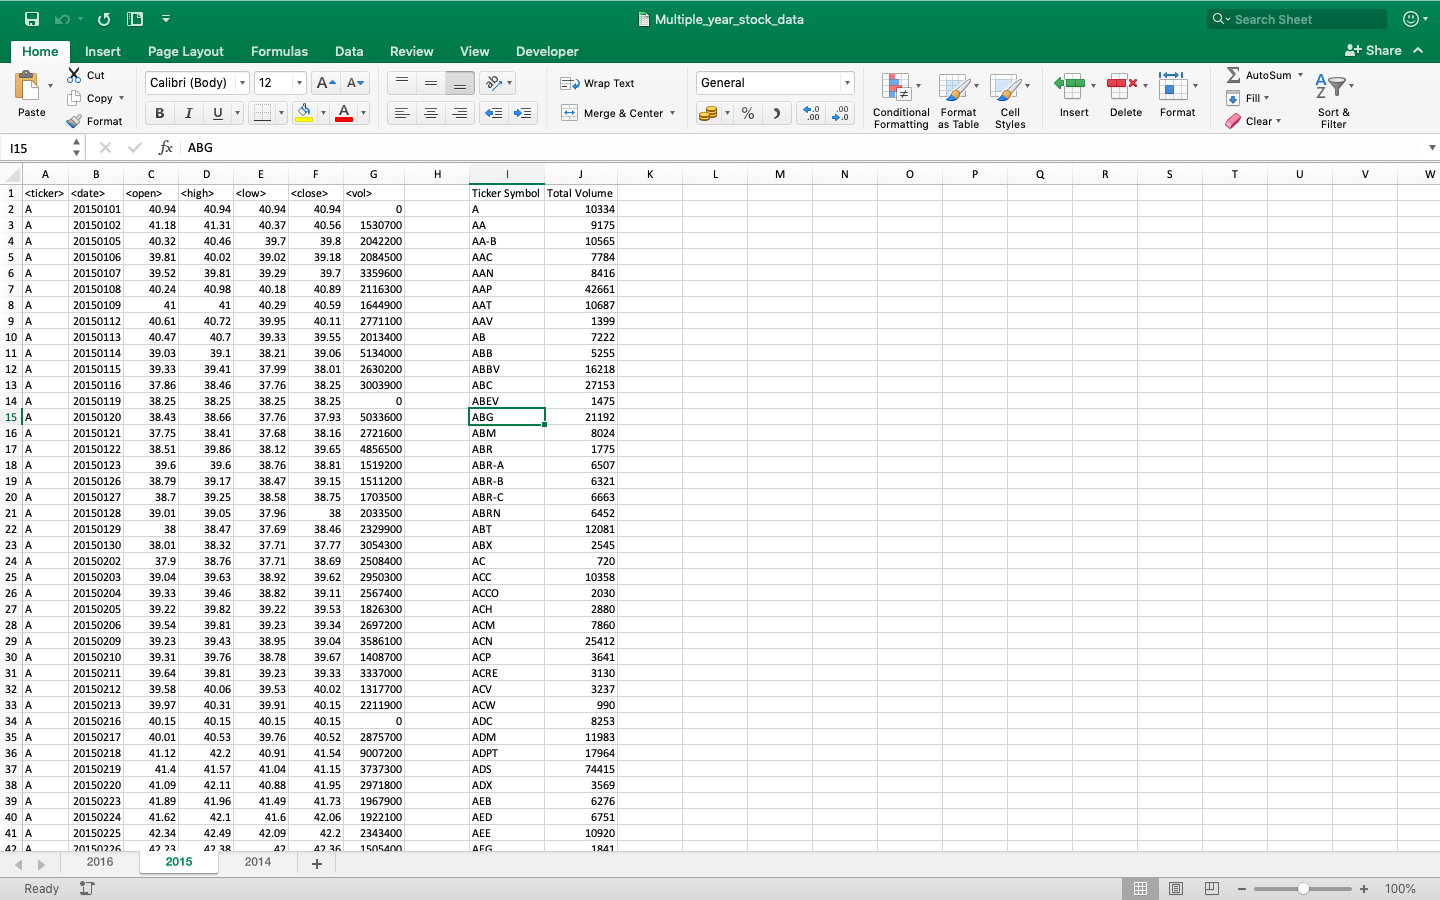 Multiple_year_stock_data
Search Sheet
Home Insert Page Layout Formulas Data Review View Developer
Share
Paste
Cut
Copy
Format
Calibri (Body) 12
B I U
Wrap Text
Merge & Center
General
Conditional Formatting
Format as Table
Cell Styles
Insert
Delete
Format
AutoSum
Fill
Clear
Sort & Filter
I15 fx ABG
A B C D E F G H I J K L M N O P Q R S T U V W
1 <ticker> <date> <open> <high> <low> <close> <vol> Ticker Symbol Total Volume
2 A 20150101 40.94 40.94 40.94 40.94 0 A 10334
3 A 20150102 41.18 41.31 40.37 40.56 1530700 AA 9175
4 A 20150105 40.32 40.46 39.7 39.8 2042200 AA-B 10565
5 A 20150106 39.81 40.02 39.02 39.18 2084500 AAC 7784
6 A 20150107 39.52 39.81 39.29 39.7 3359600 AAN 8416
7 A 20150108 40.24 40.98 40.18 40.89 2116300 AAP 42661
8 A 20150109 41 41 40.29 40.59 1644900 AAT 10687
9 A 20150112 40.61 40.72 39.95 40.11 2771100 AAV 1399
10 A 20150113 40.47 40.7 39.33 39.55 2013400 AB 7222
11 A 20150114 39.03 39.1 38.21 39.06 5134000 ABB 5255
12 A 20150115 39.33 39.41 37.99 38.01 2630200 ABBV 16218
13 A 20150116 37.86 38.46 37.76 38.25 3003900 ABC 27153
14 A 20150119 38.25 38.25 38.25 38.25 0 ABEV 1475
15 A 20150120 38.43 38.66 37.76 37.93 5033600 ABG 21192
16 A 20150121 37.75 38.41 37.68 38.16 2721600 ABM 8024
17 A 20150122 38.51 39.86 38.12 39.65 4856500 ABR 1775
18 A 20150123 39.6 39.6 38.76 38.81 1519200 ABR-A 6507
19 A 20150126 38.79 39.17 38.47 39.15 1511200 ABR-B 6321
20 A 20150127 38.7 39.25 38.58 38.75 1703500 ABR-C 6663
21 A 20150128 39.01 39.05 37.96 38 2033500 ABRN 6452
22 A 20150129 38 38.47 37.69 38.46 2329900 ABT 12081
23 A 20150130 38.01 38.32 37.71 37.77 3054300 ABX 2545
24 A 20150202 37.9 38.76 37.71 38.69 2508400 AC 720
25 A 20150203 39.04 39.63 38.92 39.62 2950300 ACC 10358
26 A 20150204 39.33 39.46 38.82 39.11 2567400 ACCO 2030
27 A 20150205 39.22 39.82 39.22 39.53 1826300 ACH 2880
28 A 20150206 39.54 39.81 39.23 39.34 2697200 ACM 7860
29 A 20150209 39.23 39.43 38.95 39.04 3586100 ACN 25412
30 A 20150210 39.31 39.76 38.78 39.67 1408700 ACP 3641
31 A 20150211 39.64 39.81 39.23 39.33 3337000 ACRE 3130
32 A 20150212 39.58 40.06 39.53 40.02 1317700 ACV 3237
33 A 20150213 39.97 40.31 39.91 40.15 2211900 ACW 990
34 A 20150216 40.15 40.15 40.15 40.15 0 ADC 8253
35 A 20150217 40.01 40.53 39.76 40.52 2875700 ADM 11983
36 A 20150218 41.12 42.2 40.91 41.54 9007200 ADPT 17964
37 A 20150219 41.4 41.57 41.04 41.15 3737300 ADS 74415
38 A 20150220 41.09 42.11 40.88 41.95 2971800 ADX 3569
39 A 20150223 41.89 41.96 41.49 41.73 1967900 AEB 6276
40 A 20150224 41.62 42.1 41.6 42.06 1922100 AED 6751
41 A 20150225 42.34 42.49 42.09 42.2 2343400 AEE 10920
42 A 20150226 42.23 42.38 42 42.36 1505400 AEG 1841
2016 2015 2014 +
Ready 100%